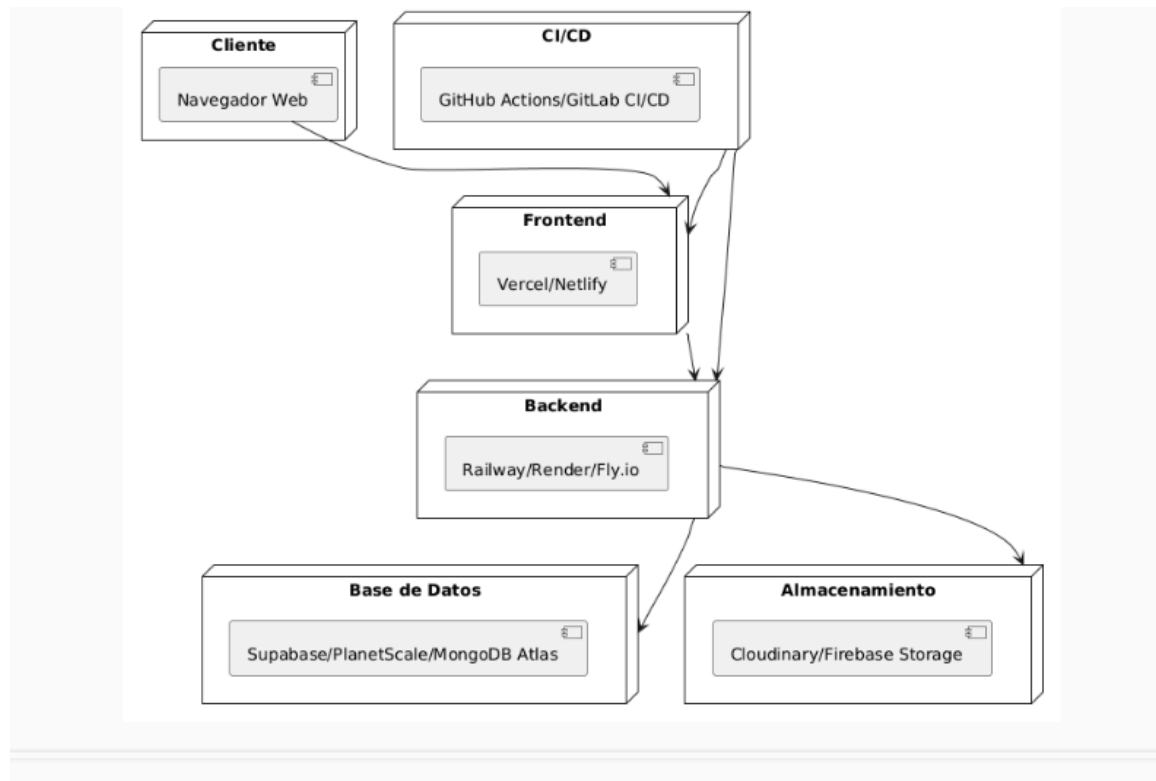 Cliente
Navegador Web
CI/CD
GitHub Actions/GitLab CI/CD
Frontend
Vercel/Netlify
Backend
Railway/Render/Fly.io
Base de Datos
Supabase/PlanetScale/MongoDB Atlas
Almacenamiento
Cloudinary/Firebase Storage